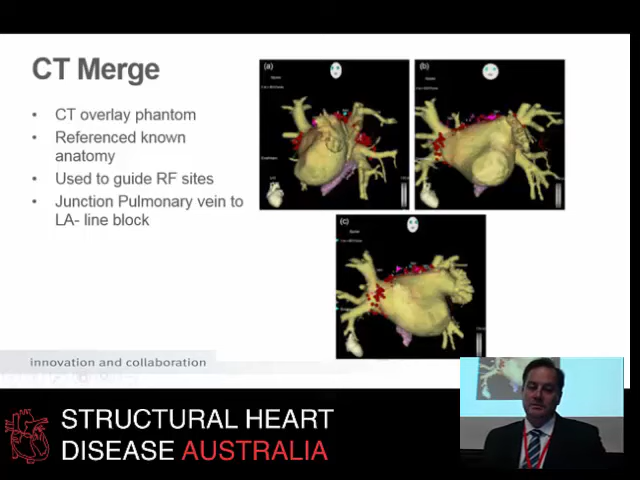 CT Merge
• CT overlay phantom
• Referenced known
anatomy
• Used to guide RF sites
• Junction Pulmonary vein to
LA- line block
(a)
(b)
(c)
innovation and collaboration
STRUCTURAL HEART
DISEASE AUSTRALIA